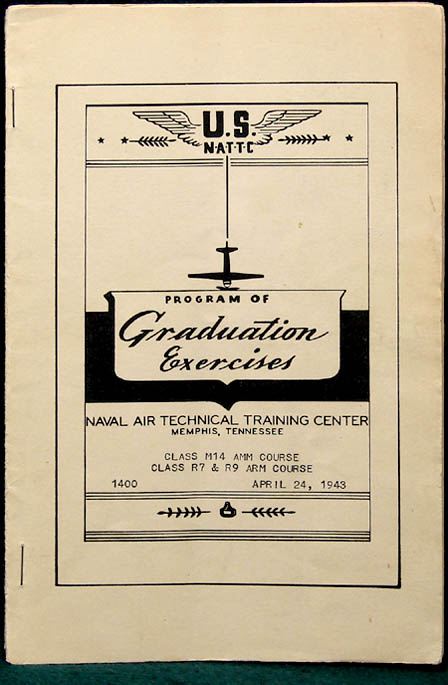 U.S.
N·A·T·T·C
PROGRAM OF
Graduation
Exercises
NAVAL AIR TECHNICAL TRAINING CENTER
MEMPHIS, TENNESSEE
CLASS M14 AMM COURSE
CLASS R7 & R9 ARM COURSE
1400 APRIL 24, 1943